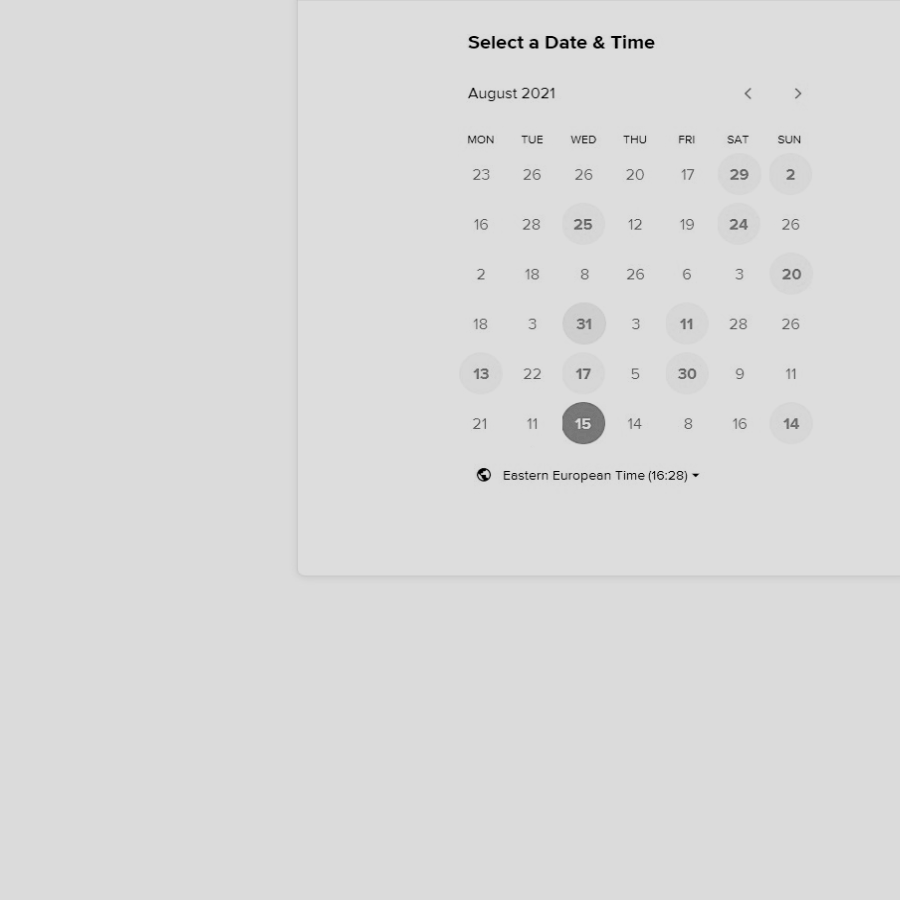 Select a Date & Time
August 2021
MON TUE WED THU FRI SAT SUN
23 26 26 20 17 29 2
16 28 25 12 19 24 26
2 18 8 26 6 3 20
18 3 31 3 11 28 26
13 22 17 5 30 9 11
21 11 15 14 8 16 14
Eastern European Time (16:28)